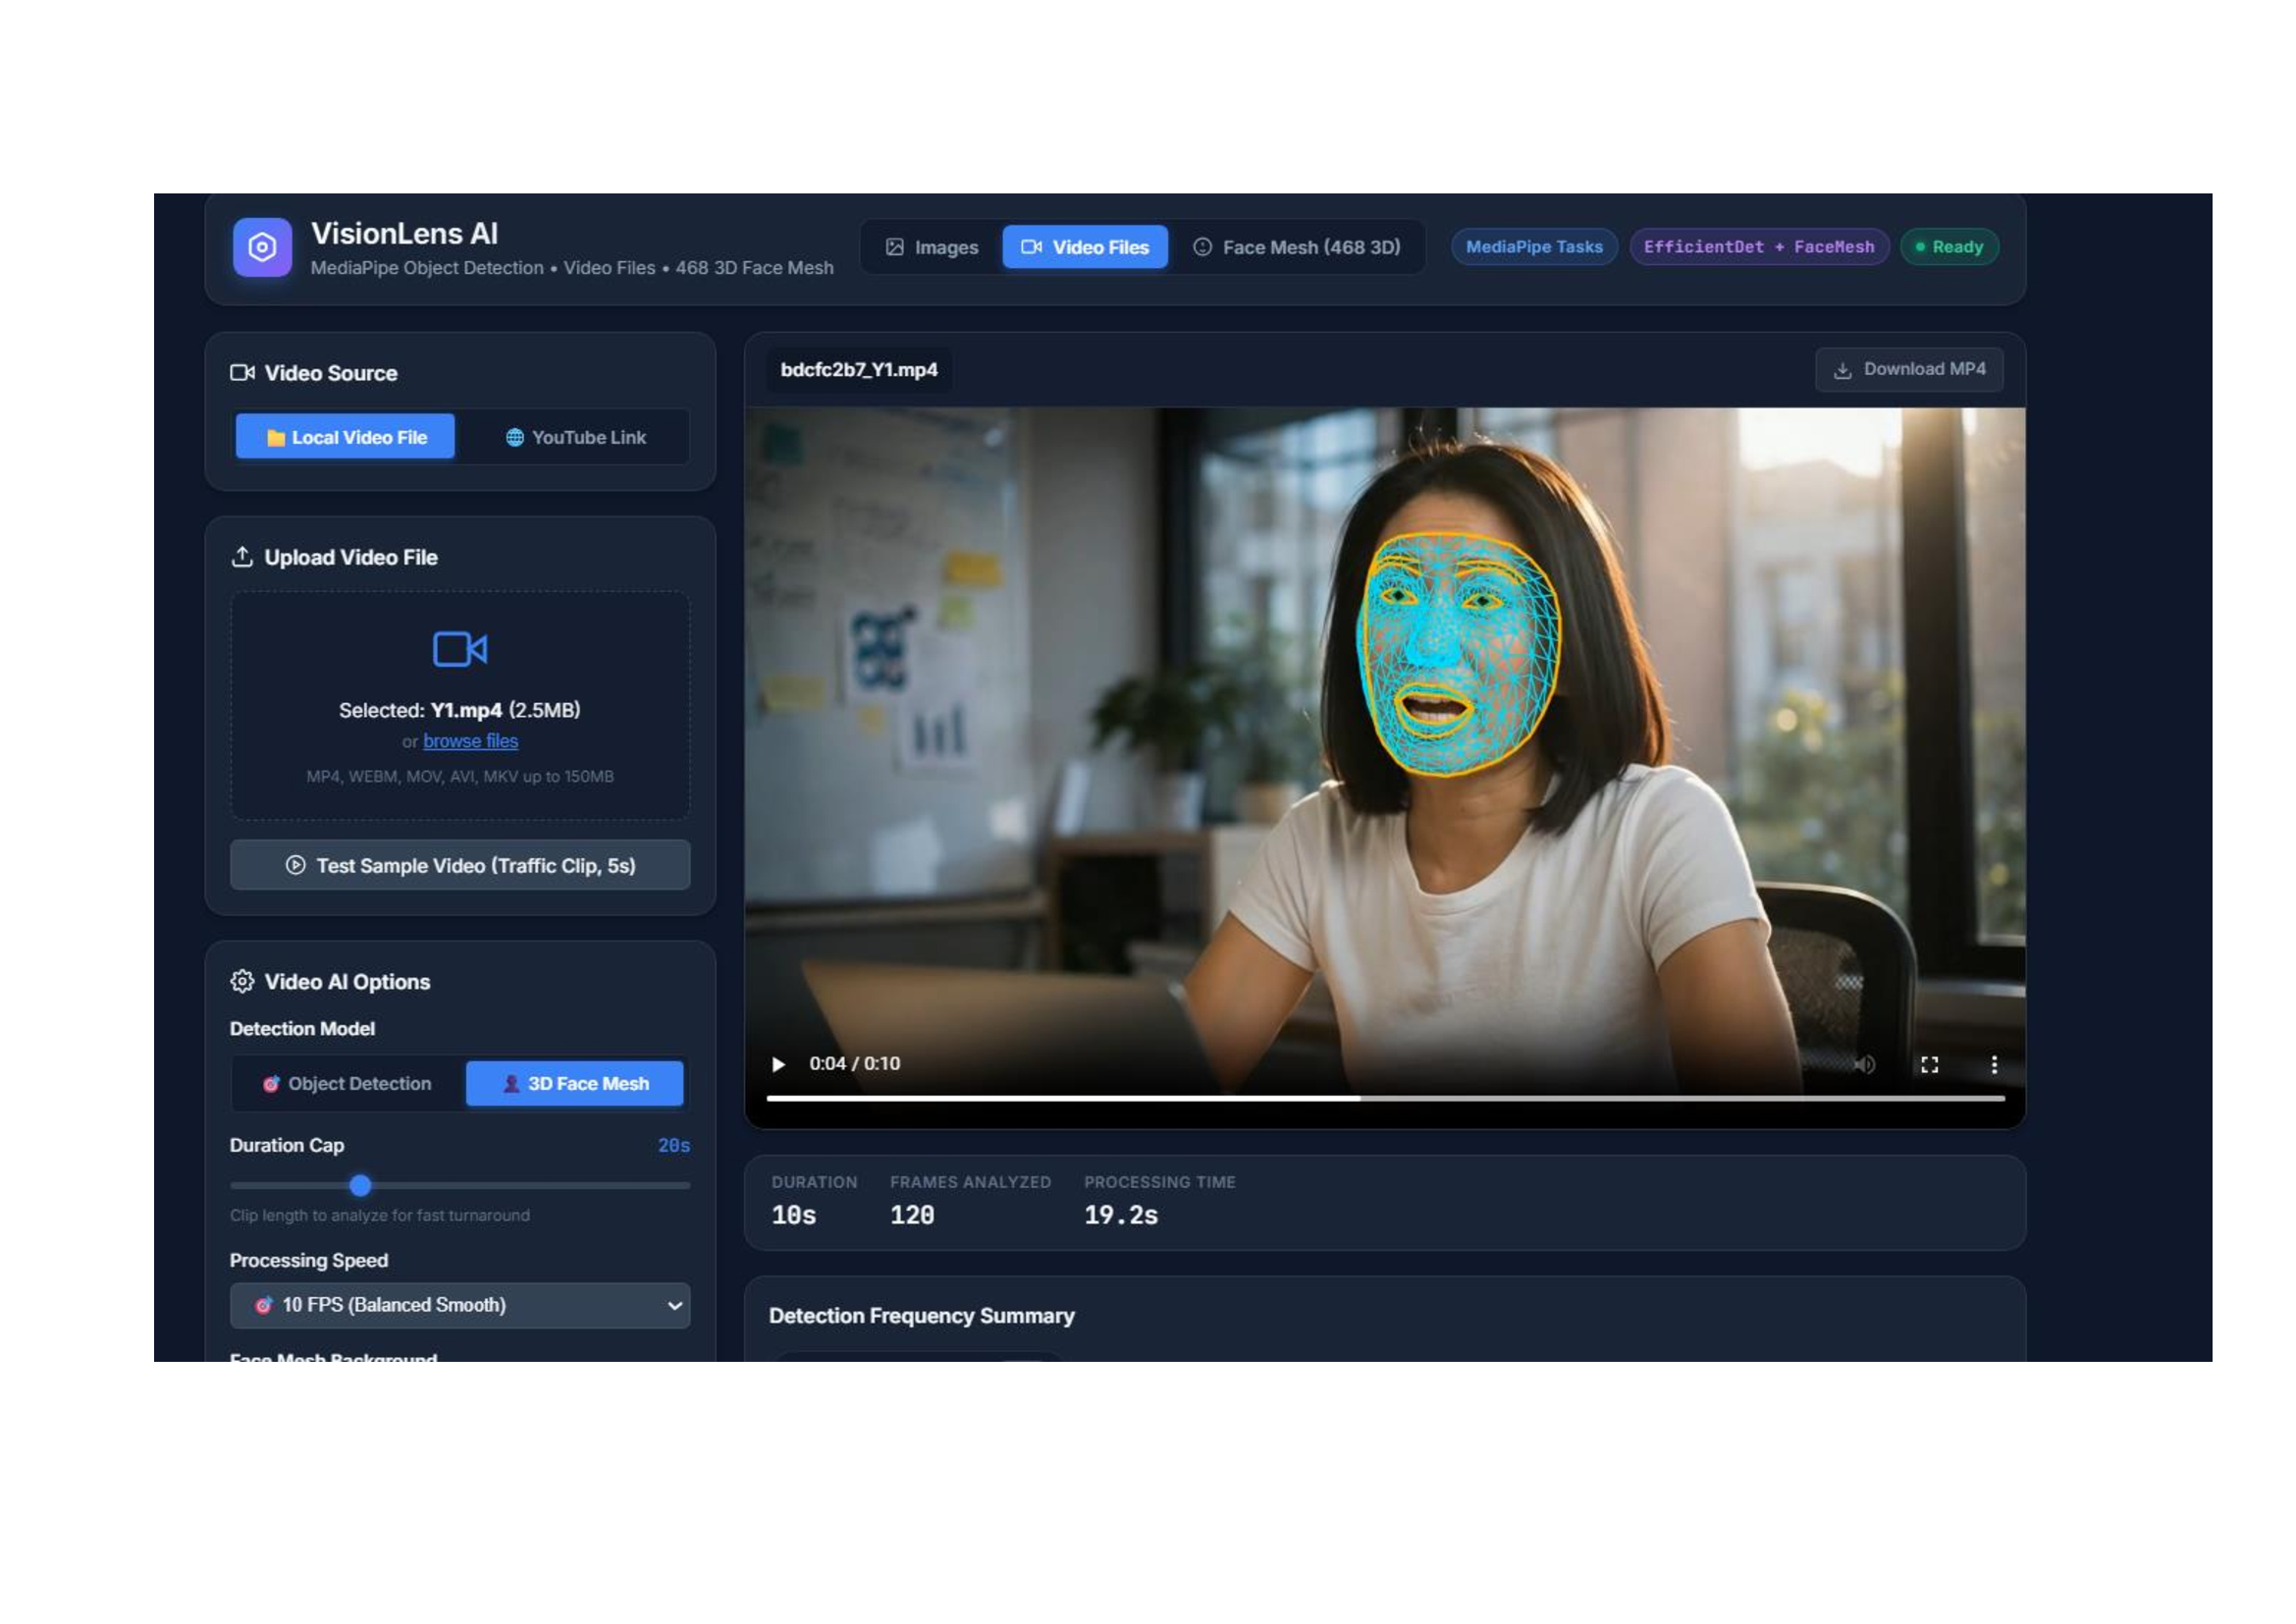 VisionLens AI
MediaPipe Object Detection • Video Files • 468 3D Face Mesh
Images
Video Files
Face Mesh (468 3D)
MediaPipe Tasks
EfficientDet + FaceMesh
Ready
Video Source
Local Video File
YouTube Link
Upload Video File
Selected: Y1.mp4 (2.5MB)
or browse files
MP4, WEBM, MOV, AVI, MKV up to 150MB
Test Sample Video (Traffic Clip, 5s)
Video AI Options
Detection Model
Object Detection
3D Face Mesh
Duration Cap
20s
Clip length to analyze for fast turnaround
Processing Speed
10 FPS (Balanced Smooth)
Face Mesh Background
bdcfc2b7_Y1.mp4
Download MP4
0:04 / 0:10
DURATION
10s
FRAMES ANALYZED
120
PROCESSING TIME
19.2s
Detection Frequency Summary